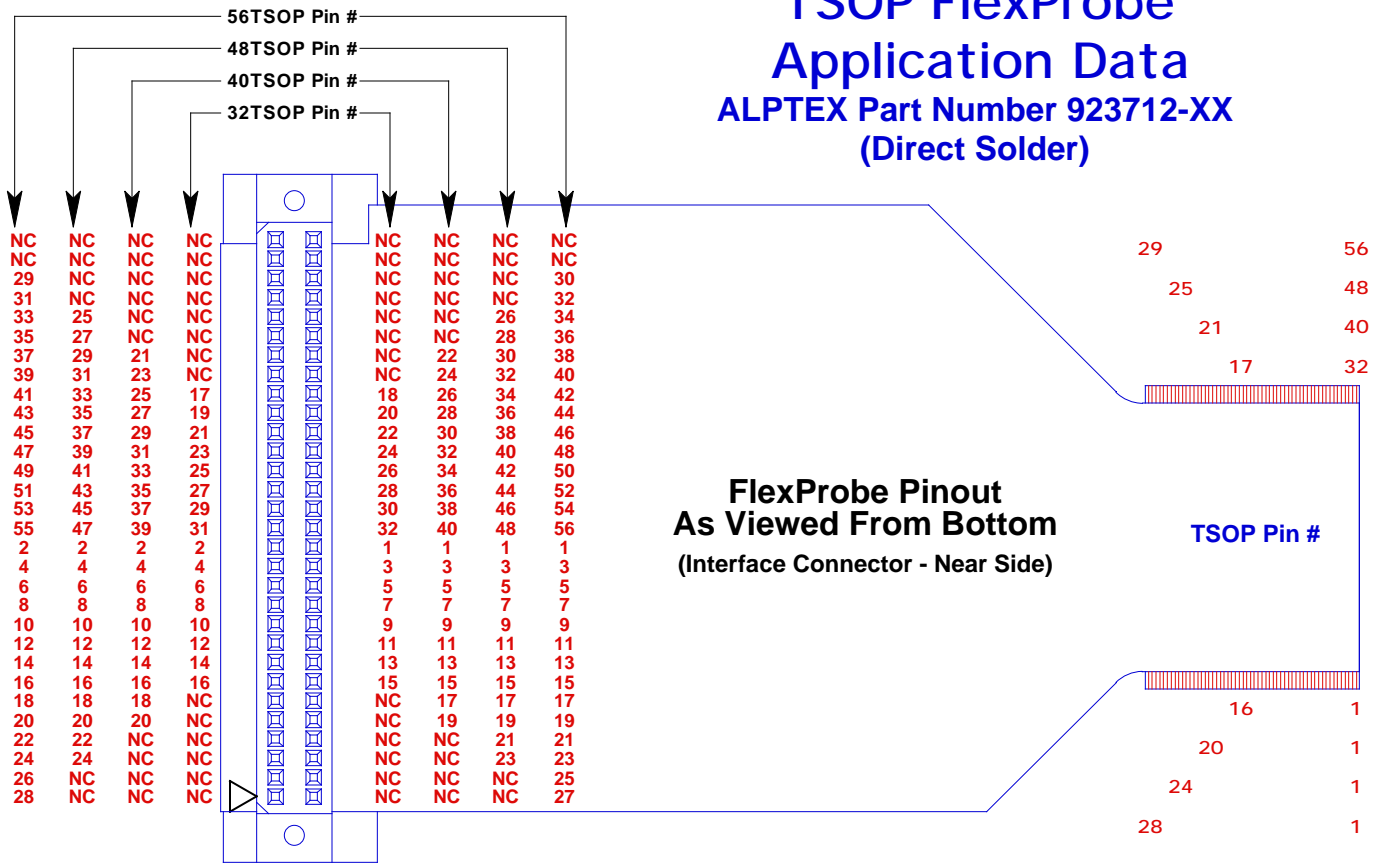 TSOP FlexProbe
Application Data
ALPTEX Part Number 923712-XX
(Direct Solder)
56TSOP Pin #
48TSOP Pin #
40TSOP Pin #
32TSOP Pin #
NC NC NC NC NC NC NC NC
NC NC NC NC NC NC NC NC
29 NC NC NC NC NC NC 30
31 NC NC NC NC NC NC 32
33 25 NC NC NC NC 26 34
35 27 NC NC NC NC 28 36
37 29 21 NC NC 22 30 38
39 31 23 NC NC 24 32 40
41 33 25 17 18 26 34 42
43 35 27 19 20 28 36 44
45 37 29 21 22 30 38 46
47 39 31 23 24 32 40 48
49 41 33 25 26 34 42 50
51 43 35 27 28 36 44 52
53 45 37 29 30 38 46 54
55 47 39 31 32 40 48 56
2 2 2 2 1 1 1 1
4 4 4 4 3 3 3 3
6 6 6 6 5 5 5 5
8 8 8 8 7 7 7 7
10 10 10 10 9 9 9 9
12 12 12 12 11 11 11 11
14 14 14 14 13 13 13 13
16 16 16 16 15 15 15 15
18 18 18 NC NC 17 17 17
20 20 20 NC NC 19 19 19
22 22 NC NC NC NC 21 21
24 24 NC NC NC NC 23 23
26 NC NC NC NC NC NC 25
28 NC NC NC NC NC NC 27
FlexProbe Pinout
As Viewed From Bottom
(Interface Connector - Near Side)
29 56
25 48
21 40
17 32
TSOP Pin #
16 1
20 1
24 1
28 1